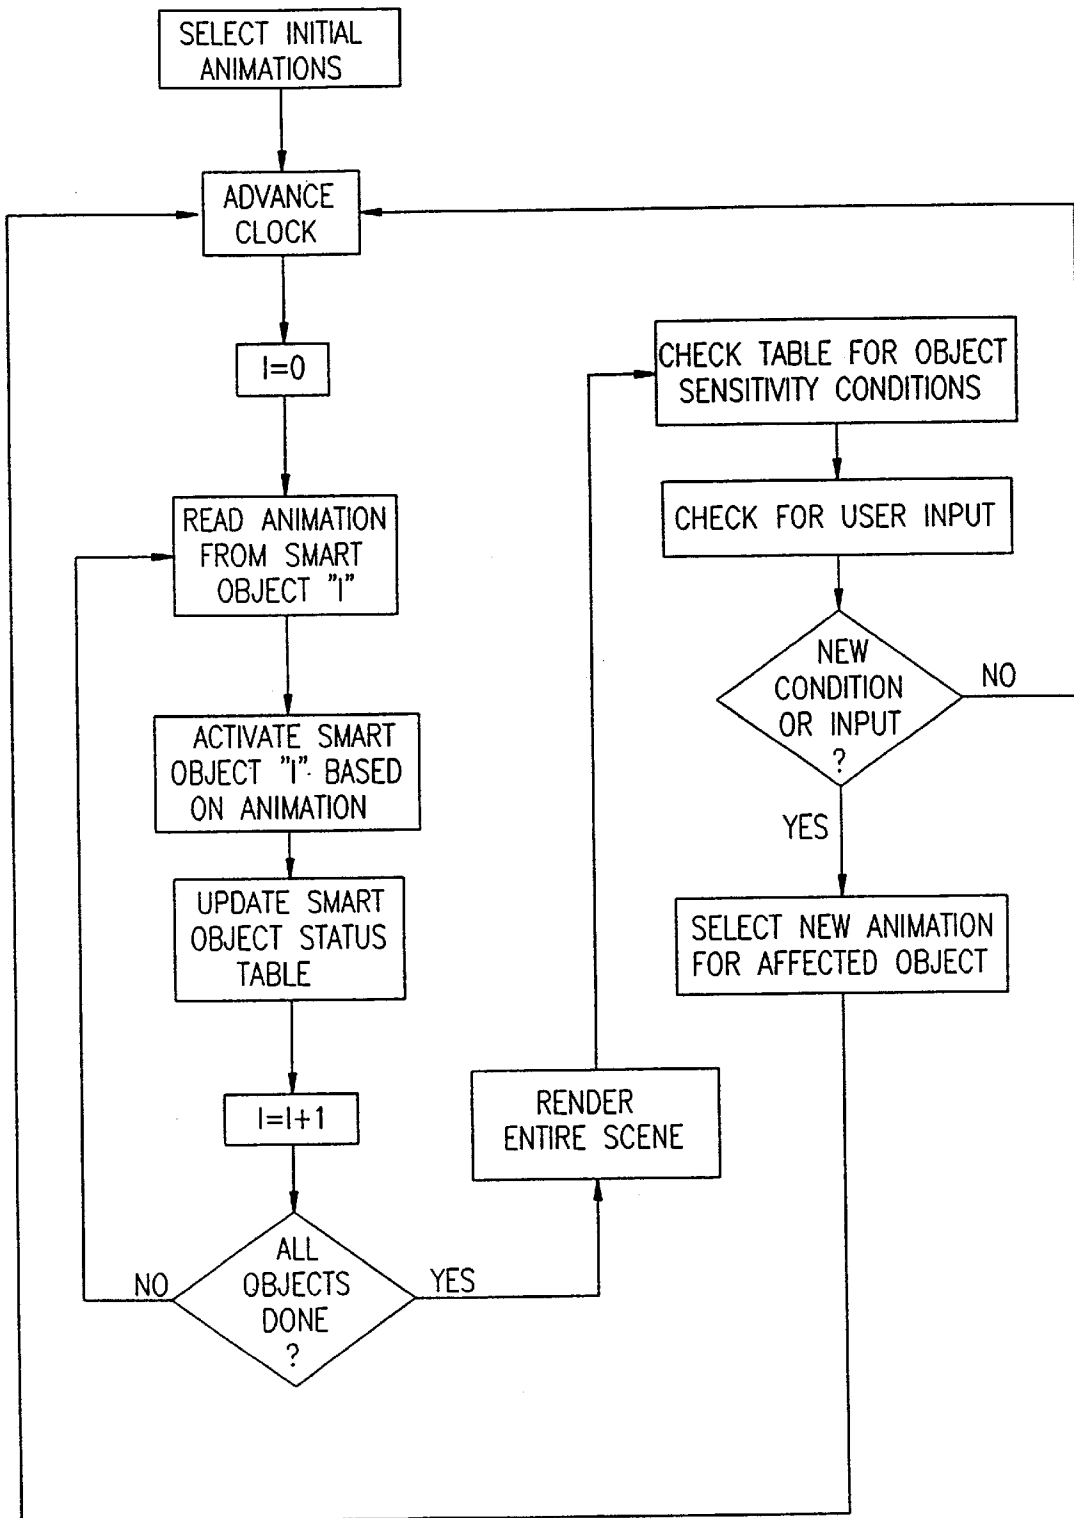 SELECT INITIAL
ANIMATIONS
ADVANCE
CLOCK
I=0
READ ANIMATION
FROM SMART
OBJECT "I"
ACTIVATE SMART
OBJECT "I" BASED
ON ANIMATION
UPDATE SMART
OBJECT STATUS
TABLE
I=I+1
ALL
OBJECTS
DONE
?
NO
YES
RENDER
ENTIRE SCENE
CHECK TABLE FOR OBJECT
SENSITIVITY CONDITIONS
CHECK FOR USER INPUT
NEW
CONDITION
OR INPUT
?
NO
YES
SELECT NEW ANIMATION
FOR AFFECTED OBJECT